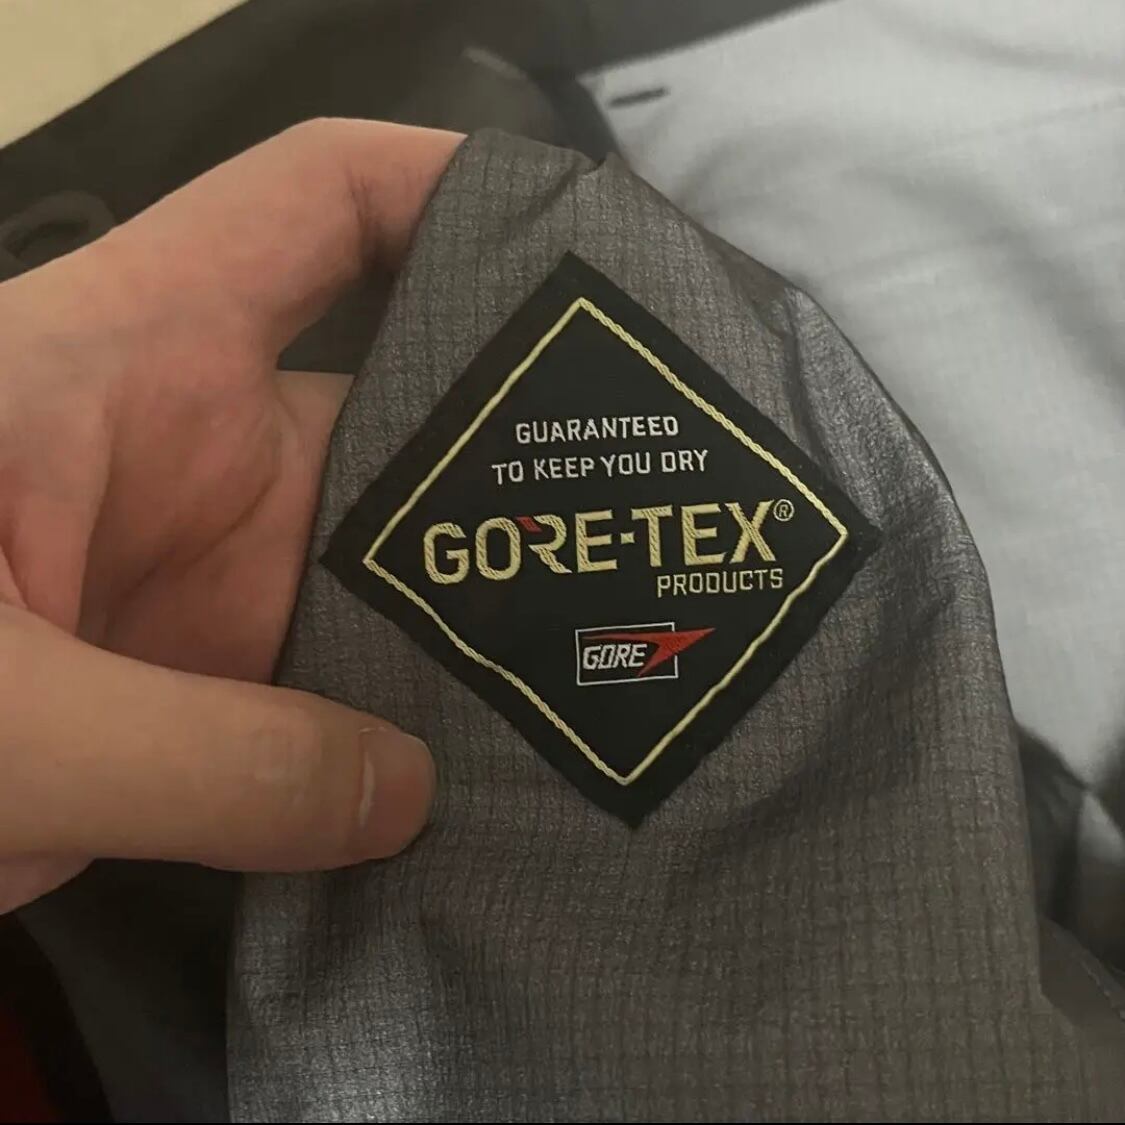 GUARANTEED
TO KEEP YOU DRY
GORE-TEX®
PRODUCTS
GORE